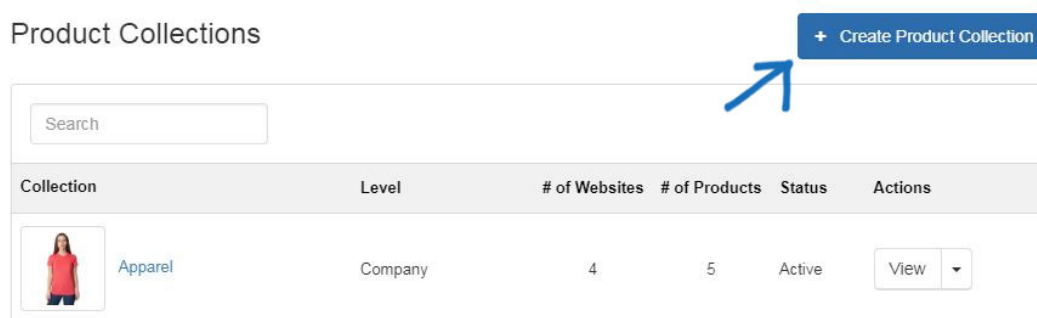 Product Collections
+ Create Product Collection
Search
Collection Level # of Websites # of Products Status Actions
Apparel Company 4 5 Active View